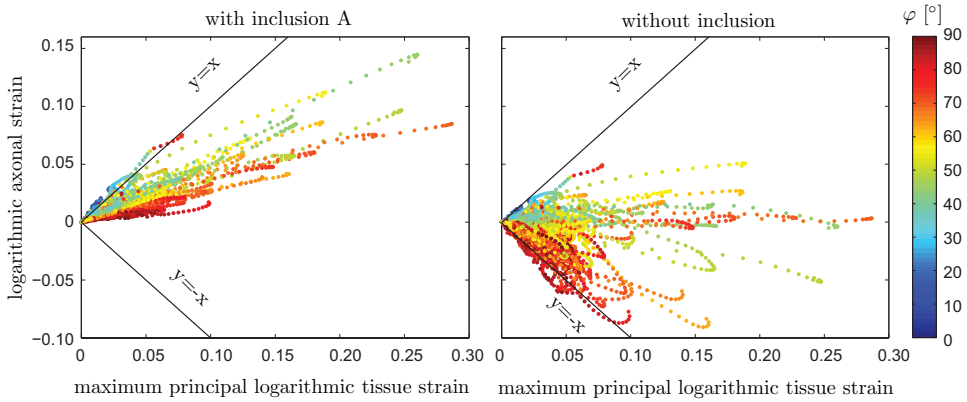 with inclusion A
without inclusion
φ [°]
logarithmic axonal strain
0.15
0.10
0.05
0
−0.05
−0.10
y=x
y=-x
0 0.05 0.10 0.15 0.20 0.25 0.30
maximum principal logarithmic tissue strain
y=x
y=-x
0 0.05 0.10 0.15 0.20 0.25 0.30
maximum principal logarithmic tissue strain
90
80
70
60
50
40
30
20
10
0